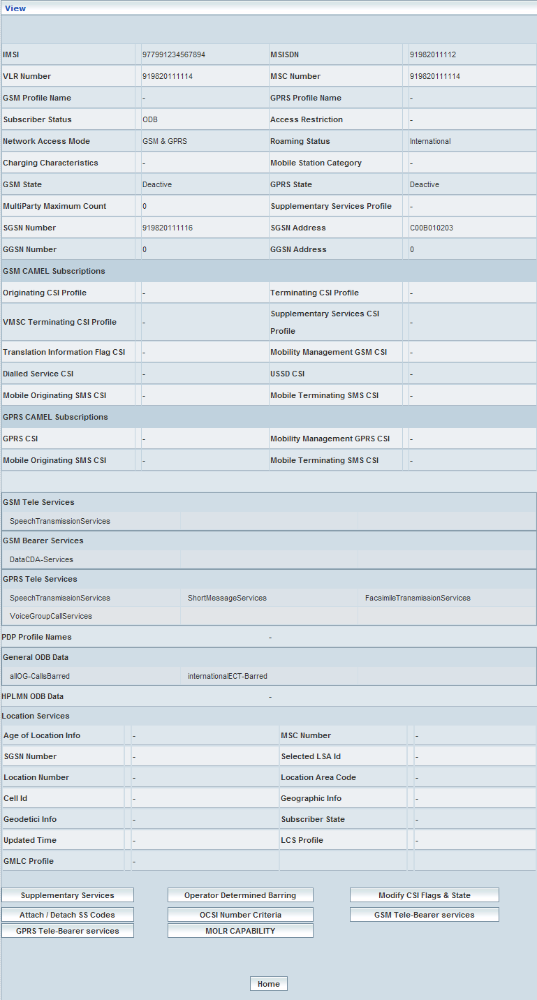 View
IMSI 977991234567894 MSISDN 91982011112
VLR Number 919820111114 MSC Number 919820111114
GSM Profile Name - GPRS Profile Name -
Subscriber Status ODB Access Restriction -
Network Access Mode GSM & GPRS Roaming Status International
Charging Characteristics - Mobile Station Category -
GSM State Deactive GPRS State Deactive
MultiParty Maximum Count 0 Supplementary Services Profile -
SGSN Number 919820111116 SGSN Address C00B010203
GGSN Number 0 GGSN Address 0
GSM CAMEL Subscriptions
Originating CSI Profile - Terminating CSI Profile -
VMSC Terminating CSI Profile - Supplementary Services CSI
Profile -
Translation Information Flag CSI - Mobility Management GSM CSI -
Dialled Service CSI - USSD CSI -
Mobile Originating SMS CSI - Mobile Terminating SMS CSI -
GPRS CAMEL Subscriptions
GPRS CSI - Mobility Management GPRS CSI -
Mobile Originating SMS CSI - Mobile Terminating SMS CSI -
GSM Tele Services
SpeechTransmissionServices
GSM Bearer Services
DataCDA-Services
GPRS Tele Services
SpeechTransmissionServices ShortMessageServices FacsimileTransmissionServices
VoiceGroupCallServices
PDP Profile Names -
General ODB Data
allOG-CallsBarred internationalECT-Barred
HPLMN ODB Data -
Location Services
Age of Location Info - MSC Number -
SGSN Number - Selected LSA Id -
Location Number - Location Area Code -
Cell Id - Geographic Info -
Geodetici Info - Subscriber State -
Updated Time - LCS Profile -
GMLC Profile -
Supplementary Services Operator Determined Barring Modify CSI Flags & State
Attach / Detach SS Codes OCSI Number Criteria GSM Tele-Bearer services
GPRS Tele-Bearer services MOLR CAPABILITY
Home